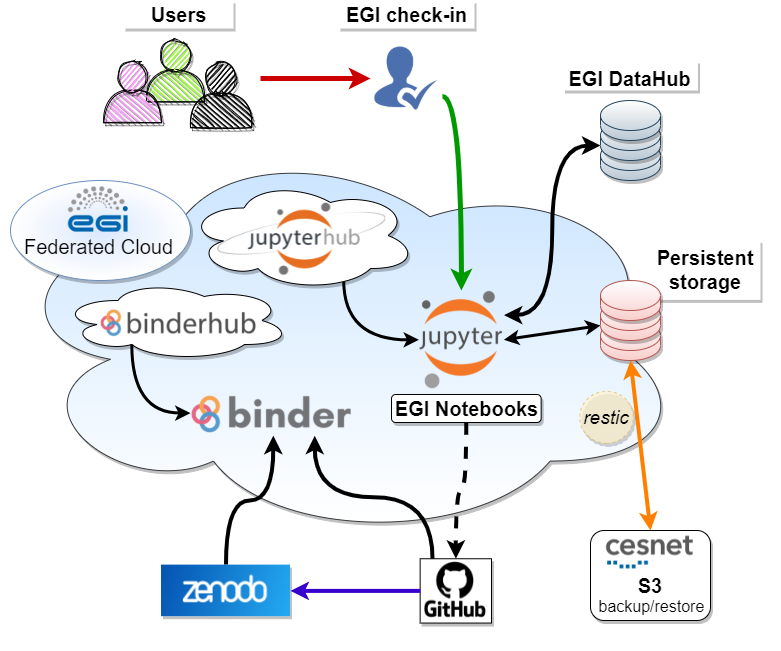 Users
EGI check-in
EGI DataHub
EGI
Federated Cloud
jupyterhub
Persistent
storage
binderhub
jupyter
EGI Notebooks
binder
restic
cesnet
S3
backup/restore
zenodo
GitHub